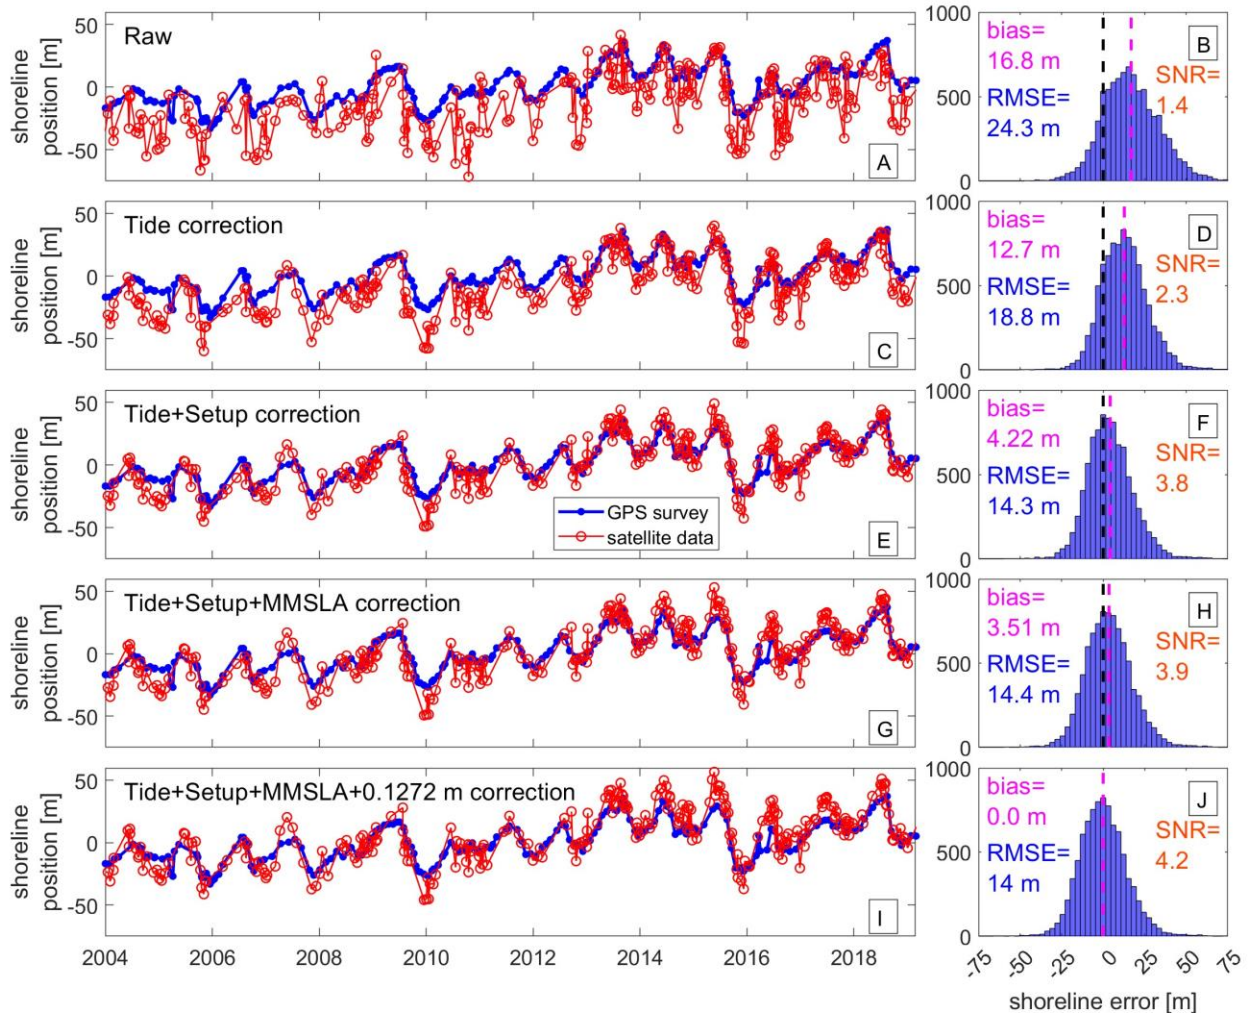 Raw
shoreline
position [m]
50
0
-50
A
1000
500
0
bias=
16.8 m
RMSE=
24.3 m
B
SNR=
1.4
Tide correction
shoreline
position [m]
50
0
-50
C
1000
500
0
bias=
12.7 m
RMSE=
18.8 m
D
SNR=
2.3
Tide+Setup correction
shoreline
position [m]
50
0
-50
GPS survey
satellite data
E
1000
500
0
bias=
4.22 m
RMSE=
14.3 m
F
SNR=
3.8
Tide+Setup+MMSLA correction
shoreline
position [m]
50
0
-50
G
1000
500
0
bias=
3.51 m
RMSE=
14.4 m
H
SNR=
3.9
Tide+Setup+MMSLA+0.1272 m correction
shoreline
position [m]
50
0
-50
I
2004 2006 2008 2010 2012 2014 2016 2018
1000
500
0
bias=
0.0 m
RMSE=
14 m
J
SNR=
4.2
-75 -50 -25 0 25 50 75
shoreline error [m]